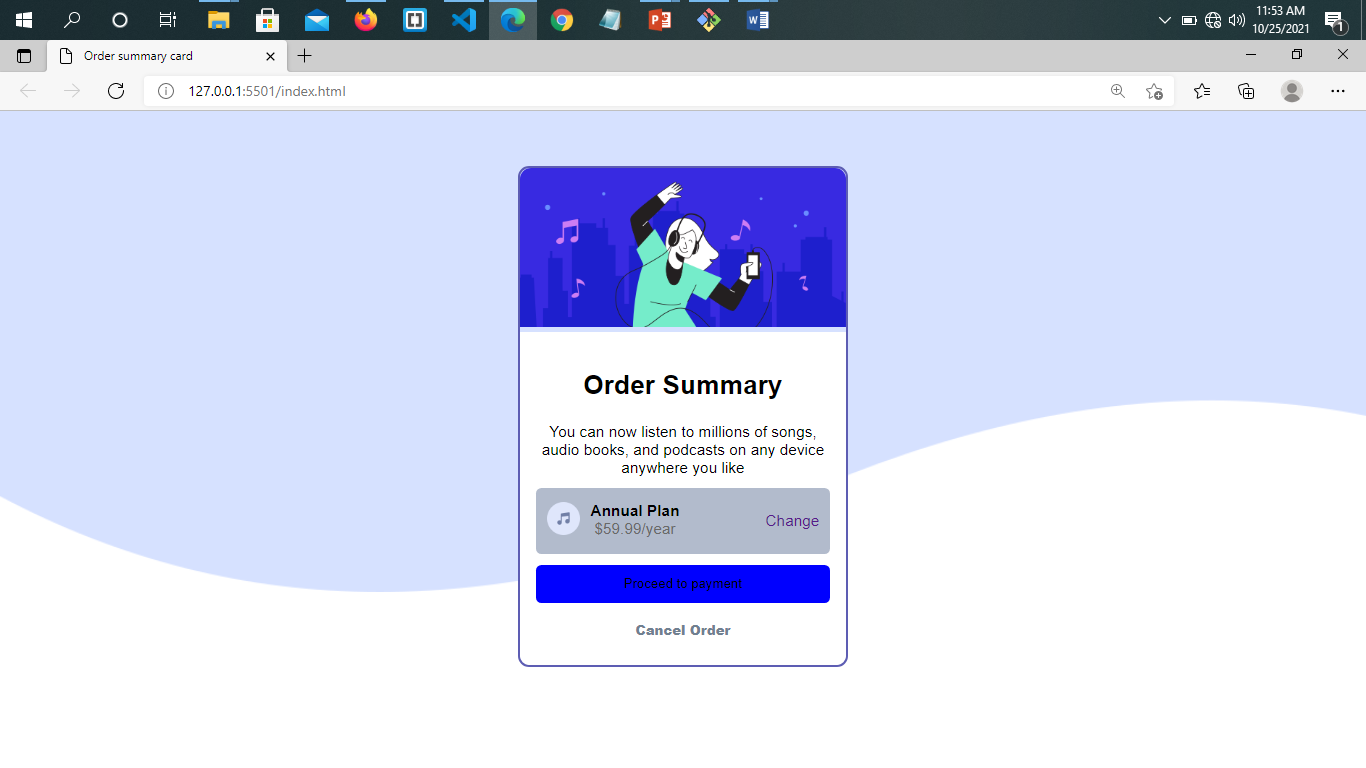 11:53 AM
10/25/2021
1
Order summary card
127.0.0.1:5501/index.html
Order Summary
You can now listen to millions of songs,
audio books, and podcasts on any device
anywhere you like
Annual Plan
$59.99/year
Change
Proceed to payment
Cancel Order